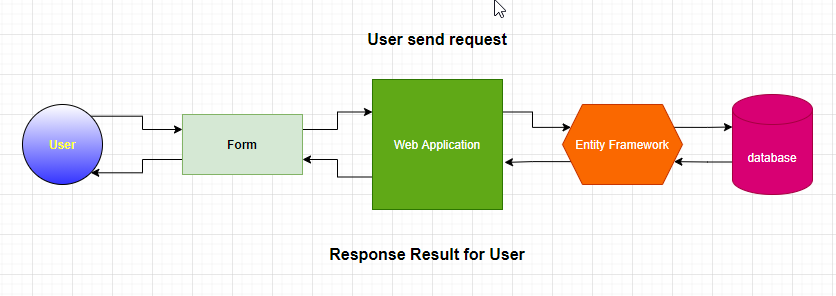 User send request
User
Form
Web Application
Entity Framework
database
Response Result for User